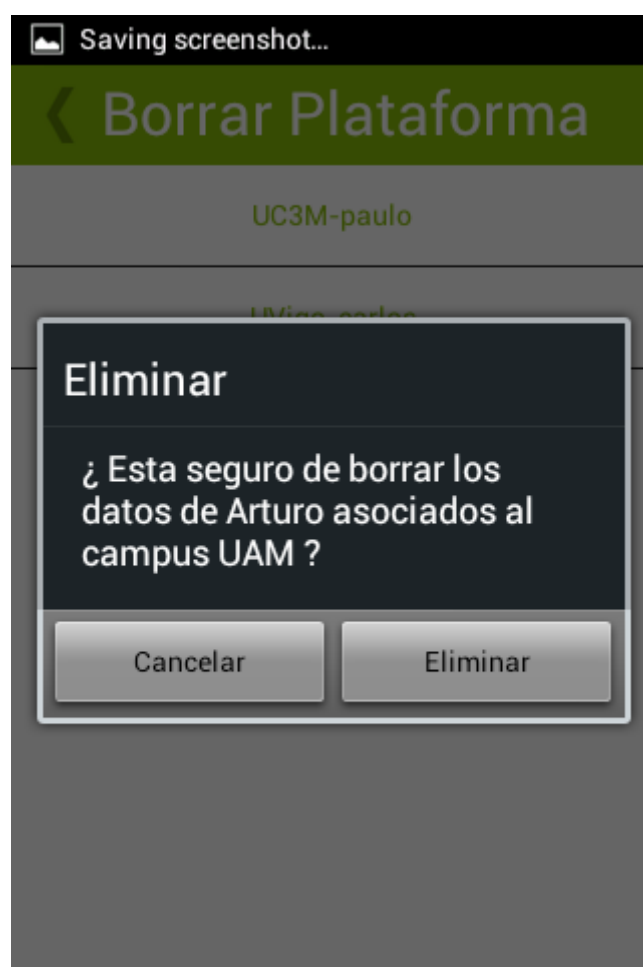 Saving screenshot...
Borrar Plataforma
UC3M-paulo
Eliminar
¿ Esta seguro de borrar los
datos de Arturo asociados al
campus UAM ?
Cancelar
Eliminar